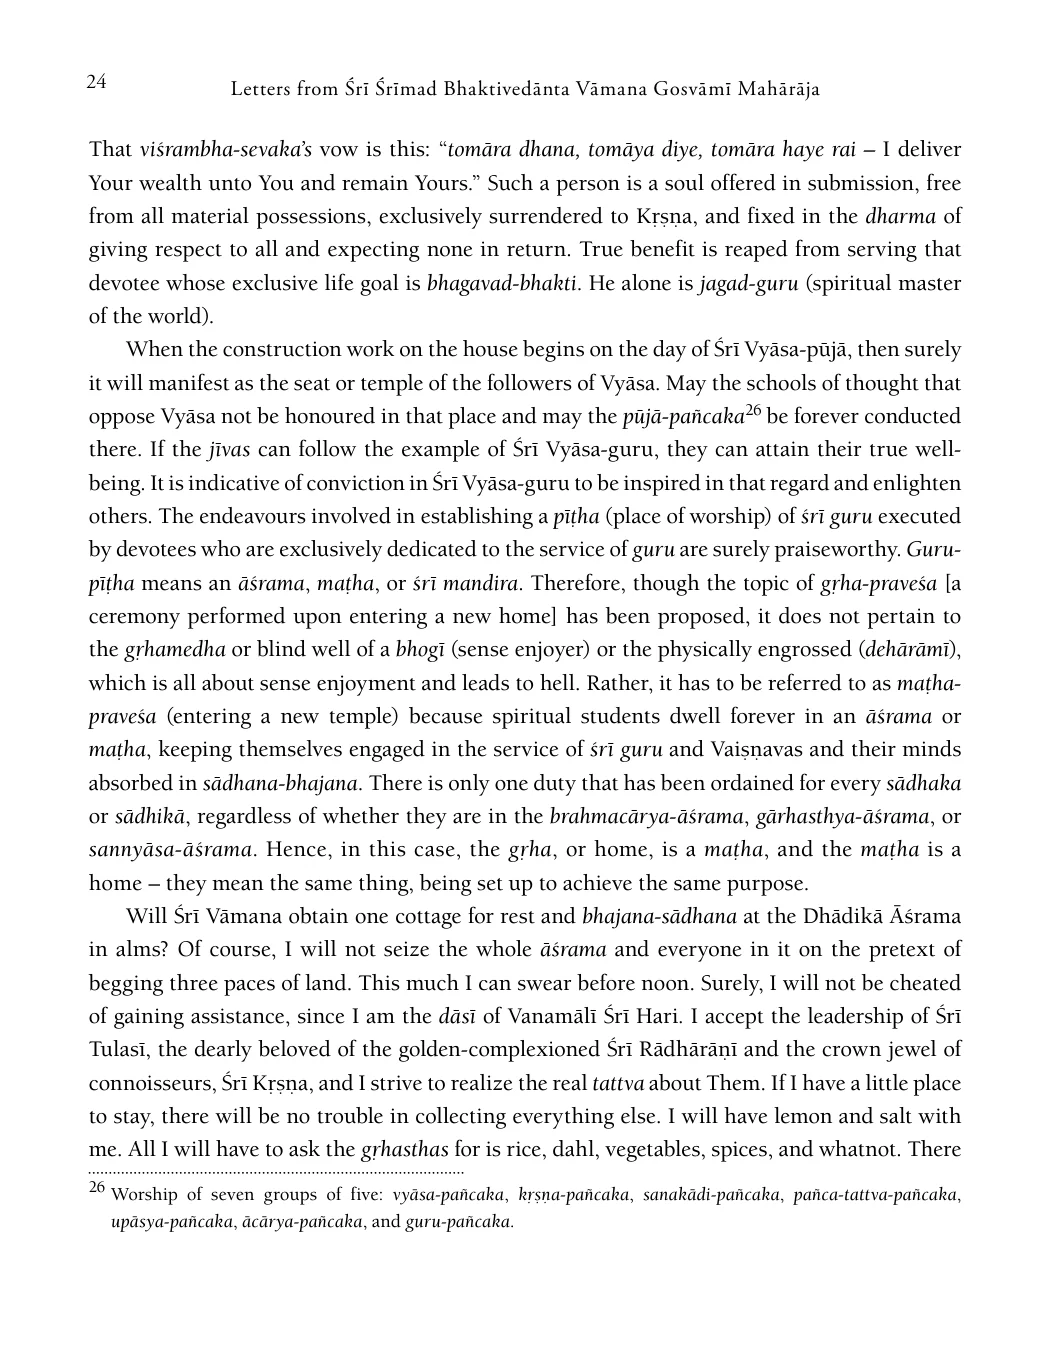 24
Letters from Śrī Śrīmad Bhaktivedānta Vāmana Gosvāmī Mahārāja
That viśrambha-sevaka’s vow is this: “tomāra dhana, tomāya diye, tomāra haye rai – I deliver
Your wealth unto You and remain Yours.” Such a person is a soul offered in submission, free
from all material possessions, exclusively surrendered to Kṛṣṇa, and fixed in the dharma of
giving respect to all and expecting none in return. True benefit is reaped from serving that
devotee whose exclusive life goal is bhagavad-bhakti. He alone is jagad-guru (spiritual master
of the world).
When the construction work on the house begins on the day of Śrī Vyāsa-pūjā, then surely
it will manifest as the seat or temple of the followers of Vyāsa. May the schools of thought that
oppose Vyāsa not be honoured in that place and may the pūjā-pañcaka26 be forever conducted
there. If the jīvas can follow the example of Śrī Vyāsa-guru, they can attain their true well-
being. It is indicative of conviction in Śrī Vyāsa-guru to be inspired in that regard and enlighten
others. The endeavours involved in establishing a pīṭha (place of worship) of śrī guru executed
by devotees who are exclusively dedicated to the service of guru are surely praiseworthy. Guru-
pīṭha means an āśrama, maṭha, or śrī mandira. Therefore, though the topic of gṛha-praveśa [a
ceremony performed upon entering a new home] has been proposed, it does not pertain to
the gṛhamedha or blind well of a bhogī (sense enjoyer) or the physically engrossed (dehārāmī),
which is all about sense enjoyment and leads to hell. Rather, it has to be referred to as maṭha-
praveśa (entering a new temple) because spiritual students dwell forever in an āśrama or
maṭha, keeping themselves engaged in the service of śrī guru and Vaiṣṇavas and their minds
absorbed in sādhana-bhajana. There is only one duty that has been ordained for every sādhaka
or sādhikā, regardless of whether they are in the brahmacārya-āśrama, gārhasthya-āśrama, or
sannyāsa-āśrama. Hence, in this case, the gṛha, or home, is a maṭha, and the maṭha is a
home – they mean the same thing, being set up to achieve the same purpose.
Will Śrī Vāmana obtain one cottage for rest and bhajana-sādhana at the Dhādikā Āśrama
in alms? Of course, I will not seize the whole āśrama and everyone in it on the pretext of
begging three paces of land. This much I can swear before noon. Surely, I will not be cheated
of gaining assistance, since I am the dāsī of Vanamālī Śrī Hari. I accept the leadership of Śrī
Tulasī, the dearly beloved of the golden-complexioned Śrī Rādhārāṇī and the crown jewel of
connoisseurs, Śrī Kṛṣṇa, and I strive to realize the real tattva about Them. If I have a little place
to stay, there will be no trouble in collecting everything else. I will have lemon and salt with
me. All I will have to ask the gṛhasthas for is rice, dahl, vegetables, spices, and whatnot. There
26 Worship of seven groups of five: vyāsa-pañcaka, kṛṣṇa-pañcaka, sanakādi-pañcaka, pañca-tattva-pañcaka,
upāsya-pañcaka, ācārya-pañcaka, and guru-pañcaka.